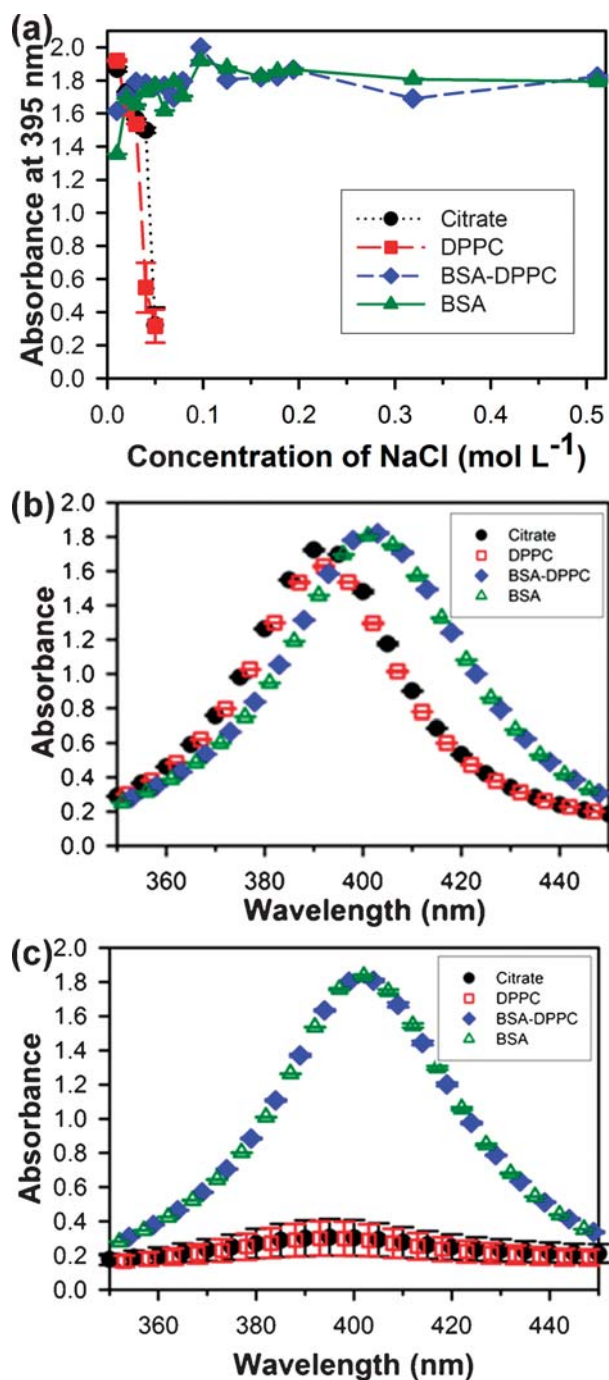 (a)
Absorbance at 395 nm
2.0
1.8
1.6
1.4
1.2
1.0
0.8
0.6
0.4
0.2
0.0
Citrate
DPPC
BSA-DPPC
BSA
0.0 0.1 0.2 0.3 0.4 0.5
Concentration of NaCl (mol L-1)
(b)
Absorbance
2.0
1.8
1.6
1.4
1.2
1.0
0.8
0.6
0.4
0.2
0.0
Citrate
DPPC
BSA-DPPC
BSA
360 380 400 420 440
Wavelength (nm)
(c)
Absorbance
2.0
1.8
1.6
1.4
1.2
1.0
0.8
0.6
0.4
0.2
0.0
Citrate
DPPC
BSA-DPPC
BSA
360 380 400 420 440
Wavelength (nm)